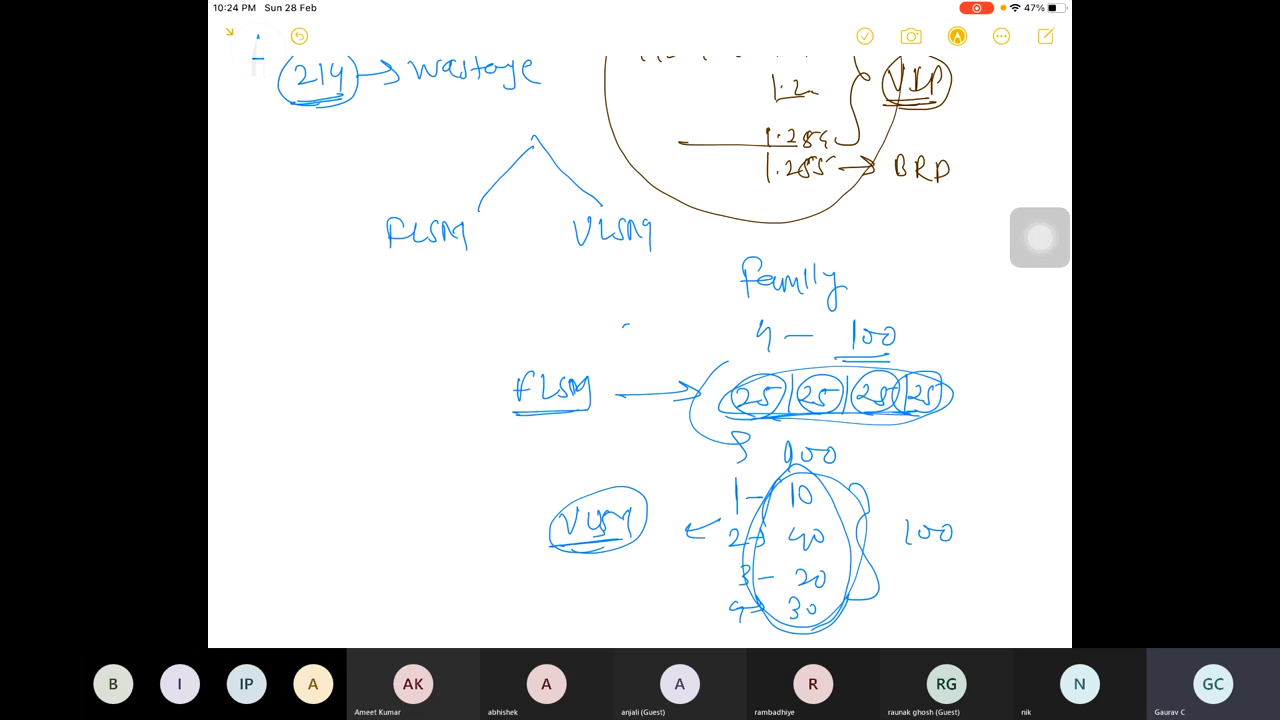 10:24 PM Sun 28 Feb
47%
214 → Wastage
VIP
1.2
1.254
1.255 → BRD
FLSM VLSM
family
4 — 100
FLSM → 25 | 25 | 25 | 25
100
VLSM
1 — 10
2 — 40
3 — 20
4 — 30
100
B I IP A AK A A R RG N GC
Ameet Kumar abhishek anjali (Guest) rambadhiye raunak ghosh (Guest) nik Gaurav C